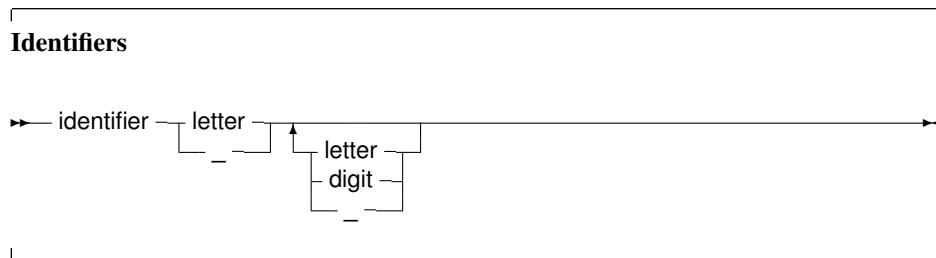 Identifiers
identifier letter
_
letter
digit
_